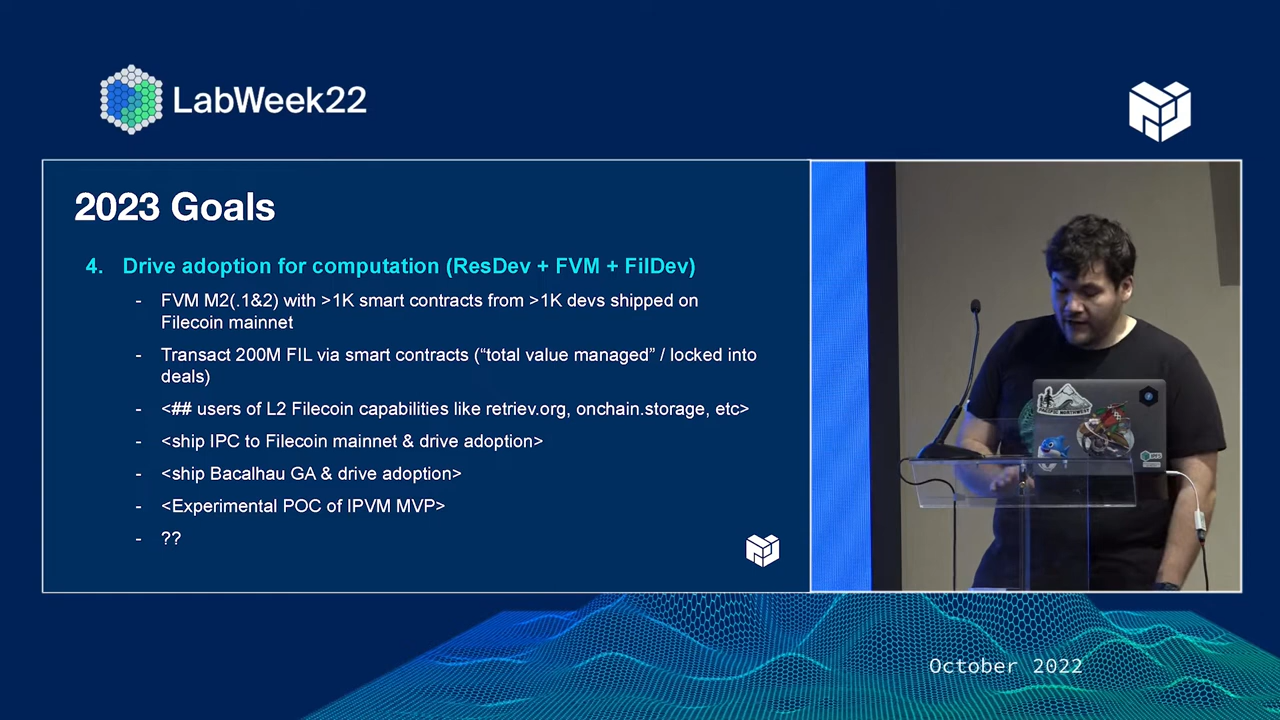 LabWeek22
2023 Goals
4. Drive adoption for computation (ResDev + FVM + FilDev)
- FVM M2(.1&2) with >1K smart contracts from >1K devs shipped on
Filecoin mainnet
- Transact 200M FIL via smart contracts (“total value managed” / locked into
deals)
- <## users of L2 Filecoin capabilities like retriev.org, onchain.storage, etc>
- <ship IPC to Filecoin mainnet & drive adoption>
- <ship Bacalhau GA & drive adoption>
- <Experimental POC of IPVM MVP>
- ??
PACIFIC NORTHWEST
IPFS
October 2022